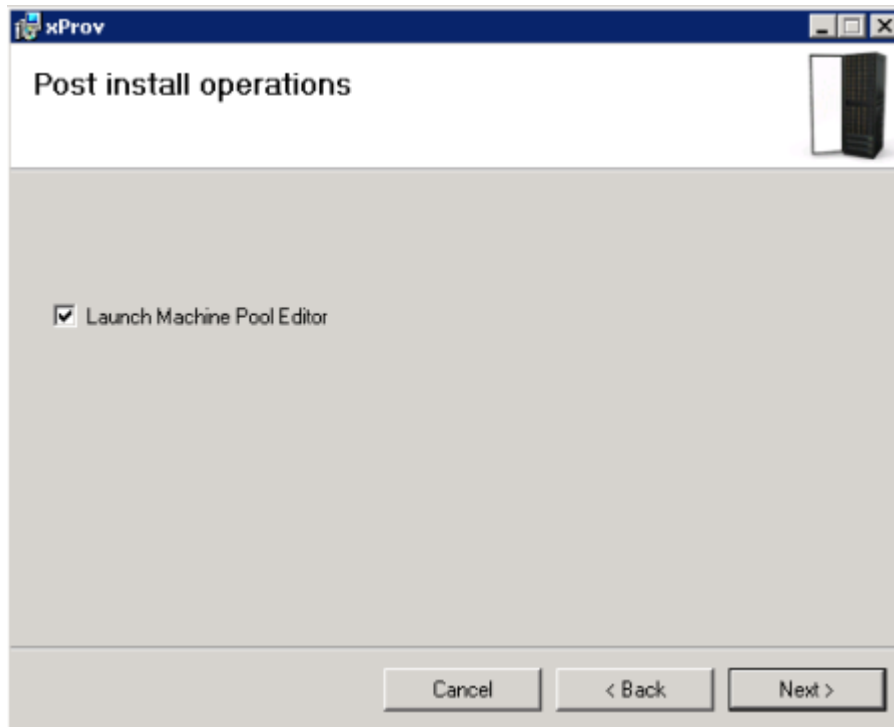 xProv
Post install operations
Launch Machine Pool Editor
Cancel
< Back
Next >